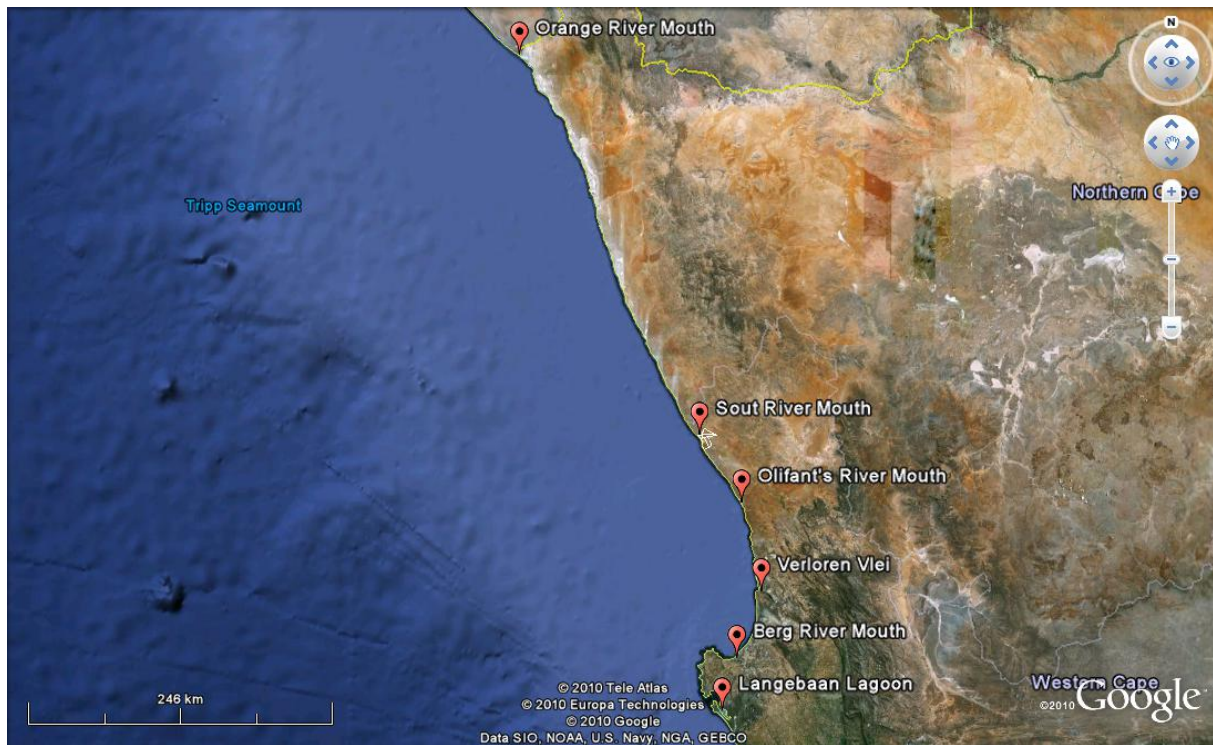 Orange River Mouth
N
Tripp Seamount
Northern Cape
Sout River Mouth
Olifant's River Mouth
Verloren Vlei
Berg River Mouth
Langebaan Lagoon
Western Cape
246 km
© 2010 Tele Atlas
© 2010 Europa Technologies
© 2010 Google
Data SIO, NOAA, U.S. Navy, NGA, GEBCO
©2010 Google